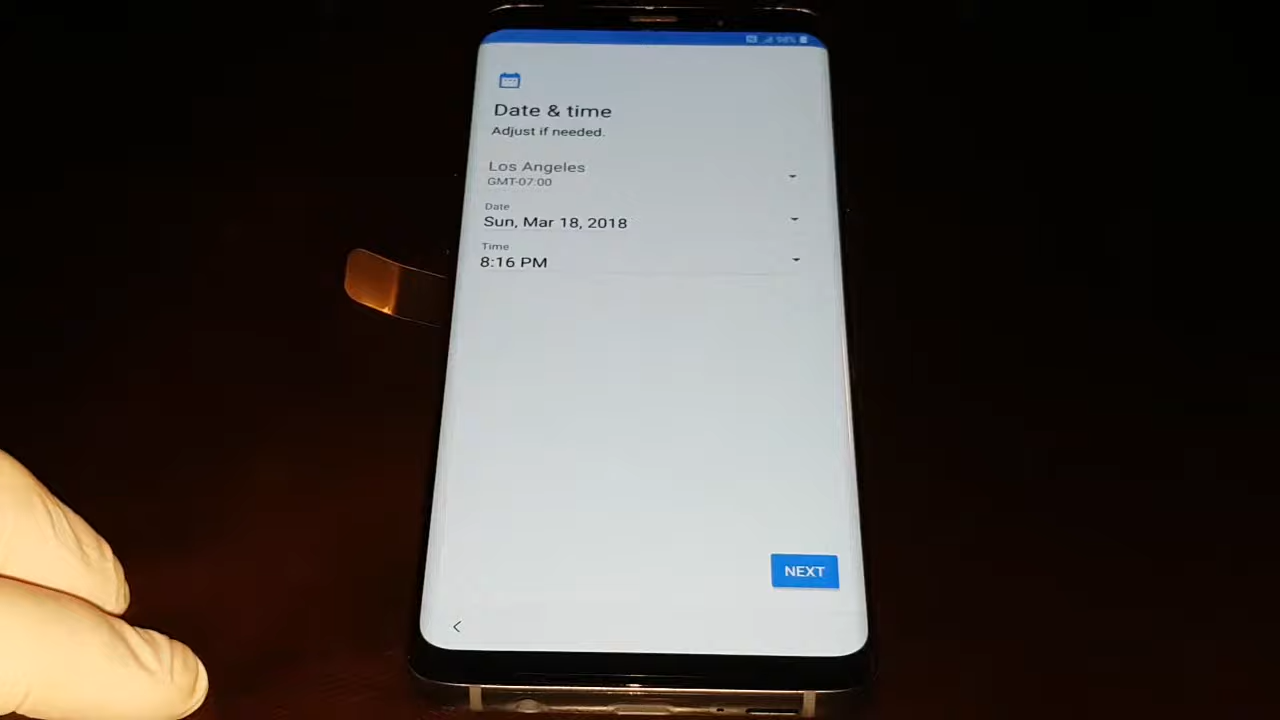 98%
Date & time
Adjust if needed.
Los Angeles
GMT-07:00
Date
Sun, Mar 18, 2018
Time
8:16 PM
NEXT